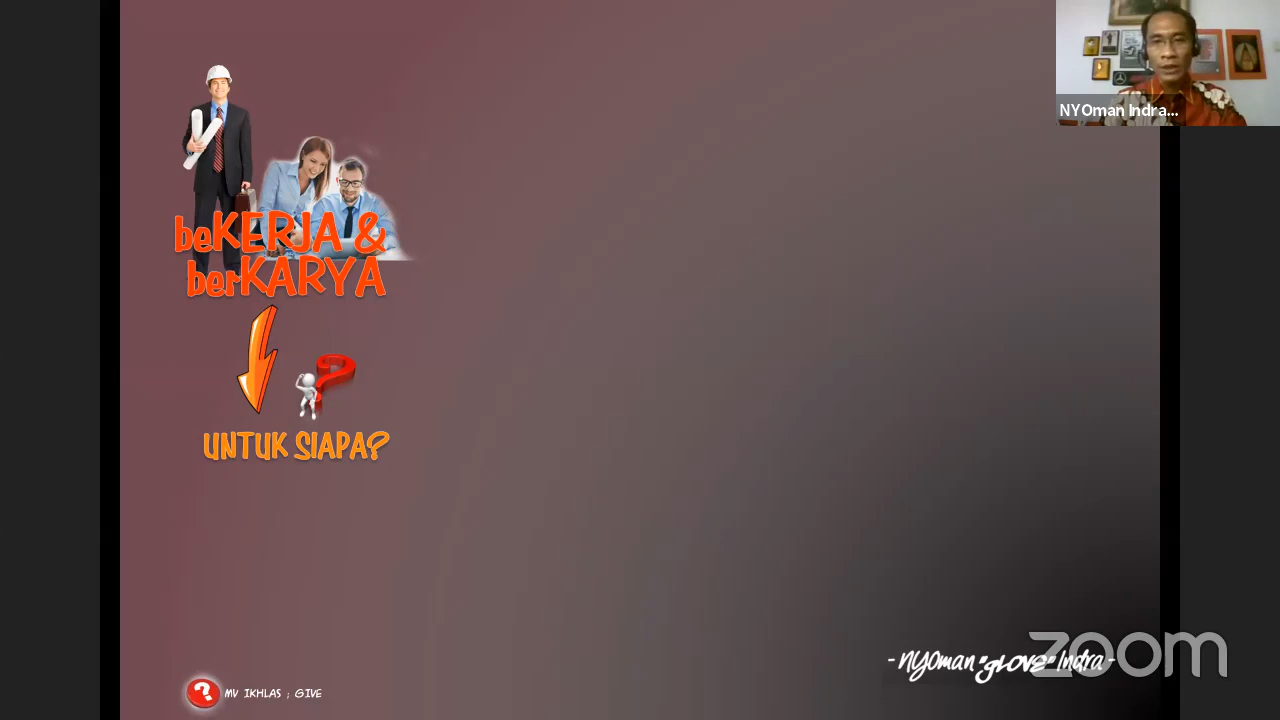 NYOman Indra...
beKERJA &
berKARYA
UNTUK SIAPA?
-NYOman "gLOVE" Indra-
zoom
? MV IKHLAS ; GIVE